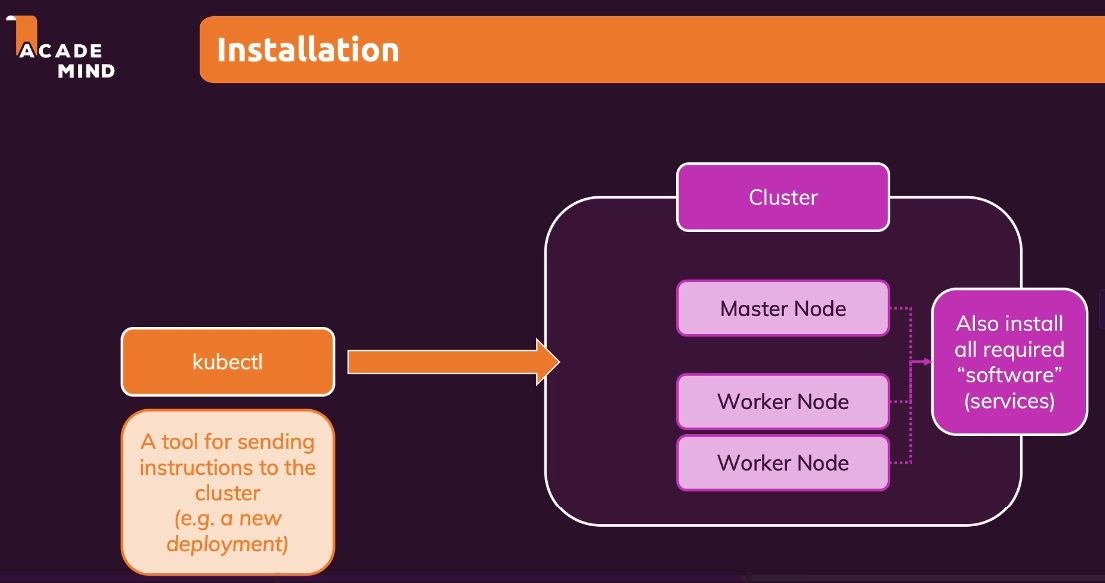 ACADE
MIND
Installation
Cluster
Master Node
Worker Node
Worker Node
Also install
all required
“software”
(services)
kubectl
A tool for sending
instructions to the
cluster
(e.g. a new
deployment)